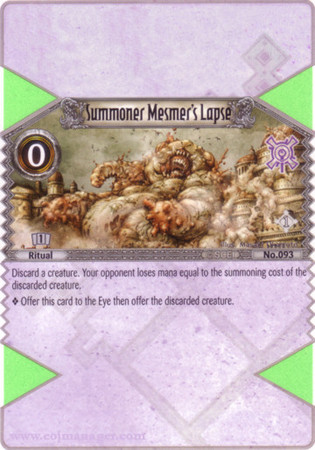 Summoner Mesmer's Lapse
0
1
Ritual
No.093
Discard a creature. Your opponent loses mana equal to the summoning cost of the
discarded creature.
❖ Offer this card to the Eye then offer the discarded creature.
www.cojmanager.com